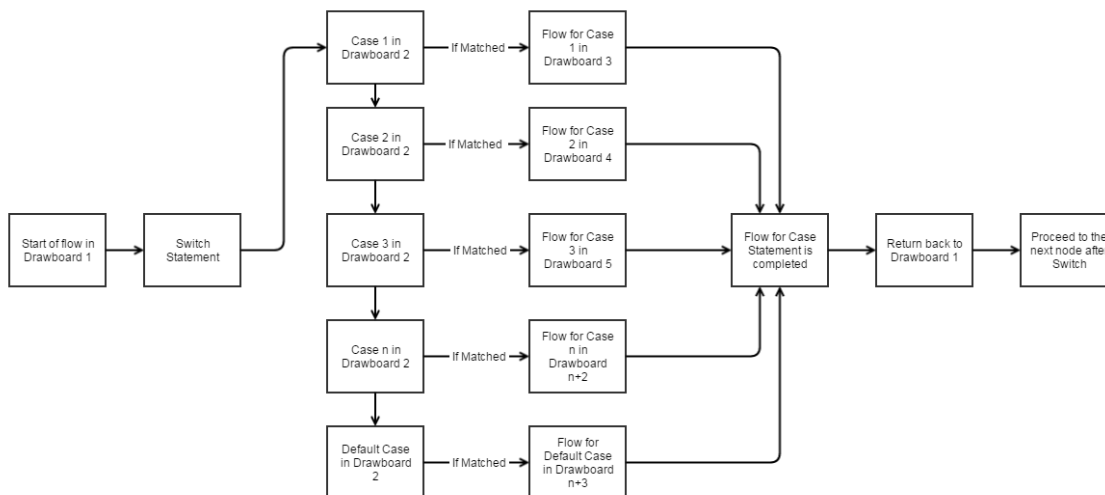 Case 1 in
Drawboard 2
If Matched
Flow for Case
1 in
Drawboard 3
Case 2 in
Drawboard 2
If Matched
Flow for Case
2 in
Drawboard 4
Start of flow in
Drawboard 1
Switch
Statement
Case 3 in
Drawboard 2
If Matched
Flow for Case
3 in
Drawboard 5
Flow for Case
Statement is
completed
Return back to
Drawboard 1
Proceed to the
next node after
Switch
Case n in
Drawboard 2
If Matched
Flow for Case
n in
Drawboard
n+2
Default Case
in Drawboard
2
If Matched
Flow for
Default Case
in Drawboard
n+3